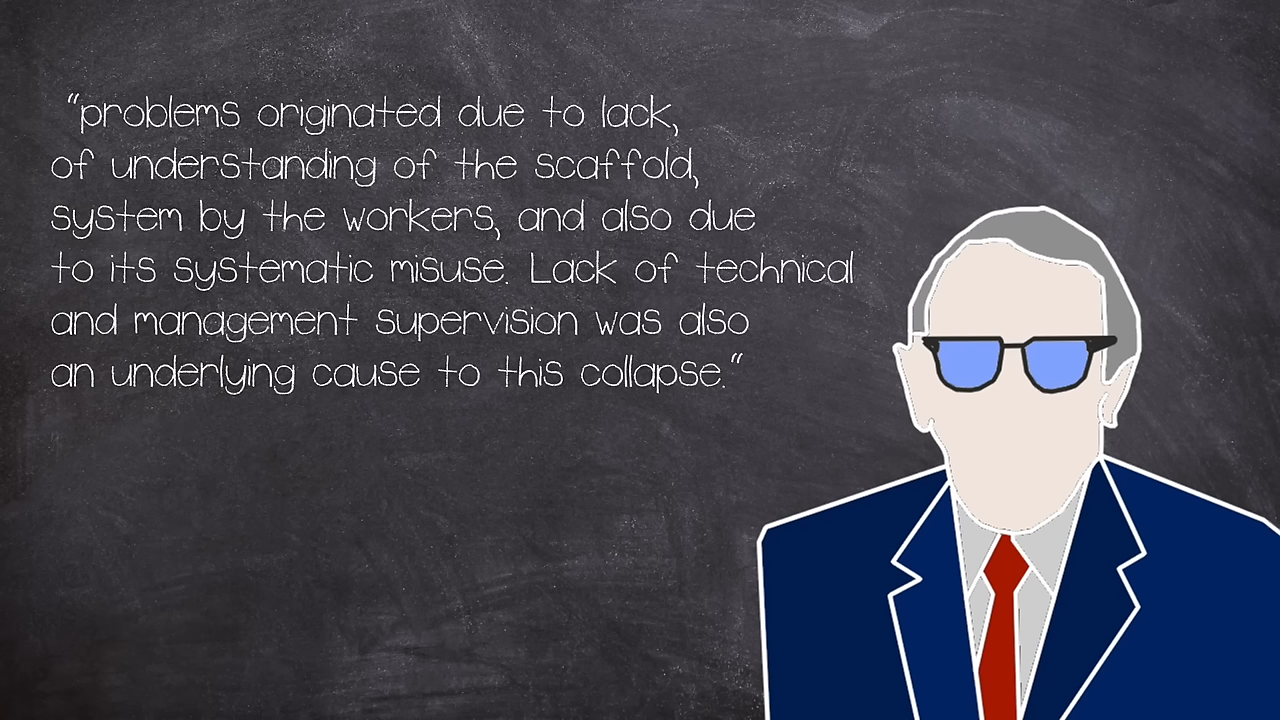 “problems originated due to lack,
of understanding of the scaffold,
system by the workers, and also due
to its systematic misuse. Lack of technical
and management supervision was also
an underlying cause to this collapse.“